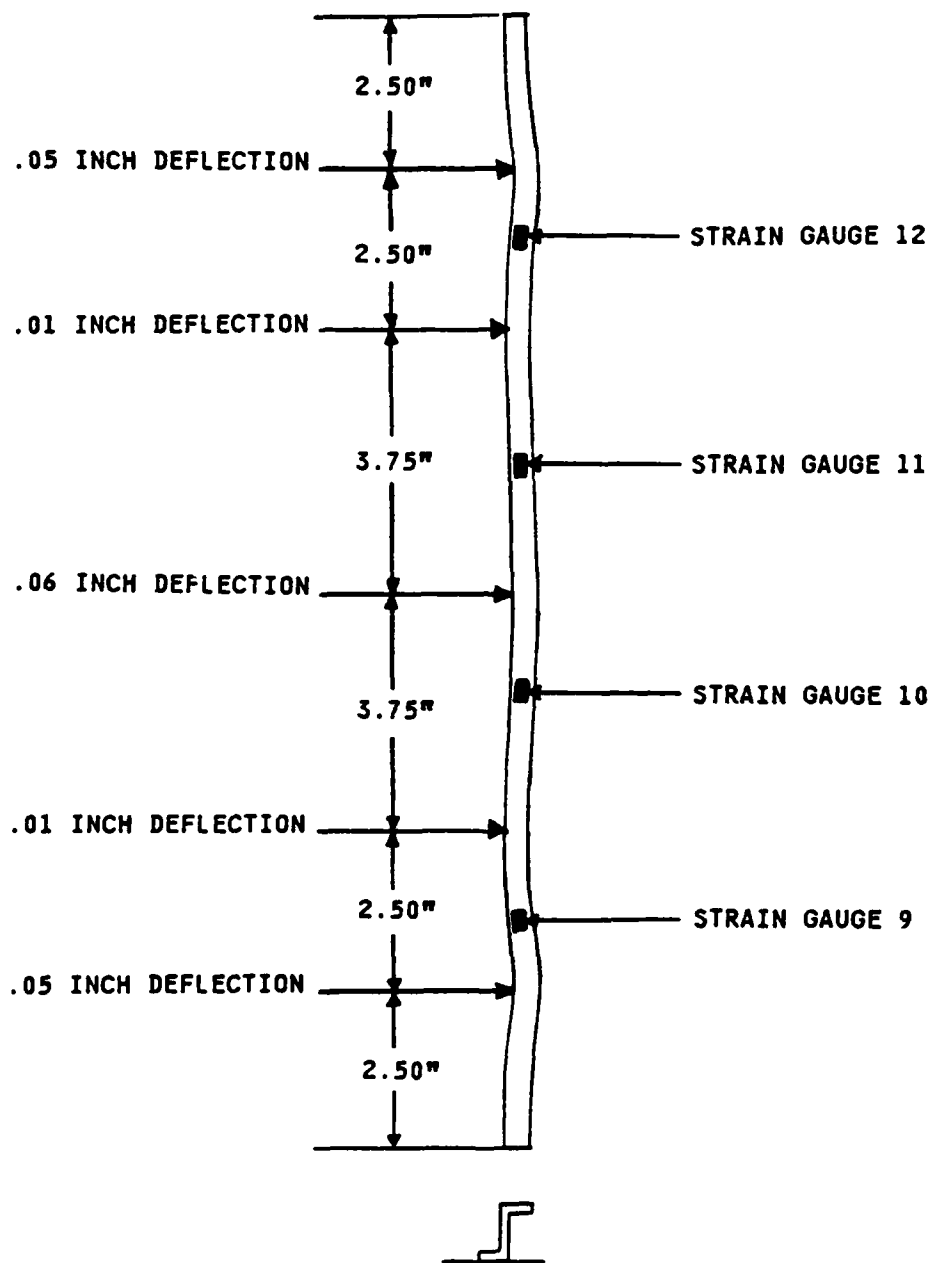 2.50"
.05 INCH DEFLECTION
STRAIN GAUGE 12
2.50"
.01 INCH DEFLECTION
3.75"
STRAIN GAUGE 11
.06 INCH DEFLECTION
STRAIN GAUGE 10
3.75"
.01 INCH DEFLECTION
2.50"
STRAIN GAUGE 9
.05 INCH DEFLECTION
2.50"